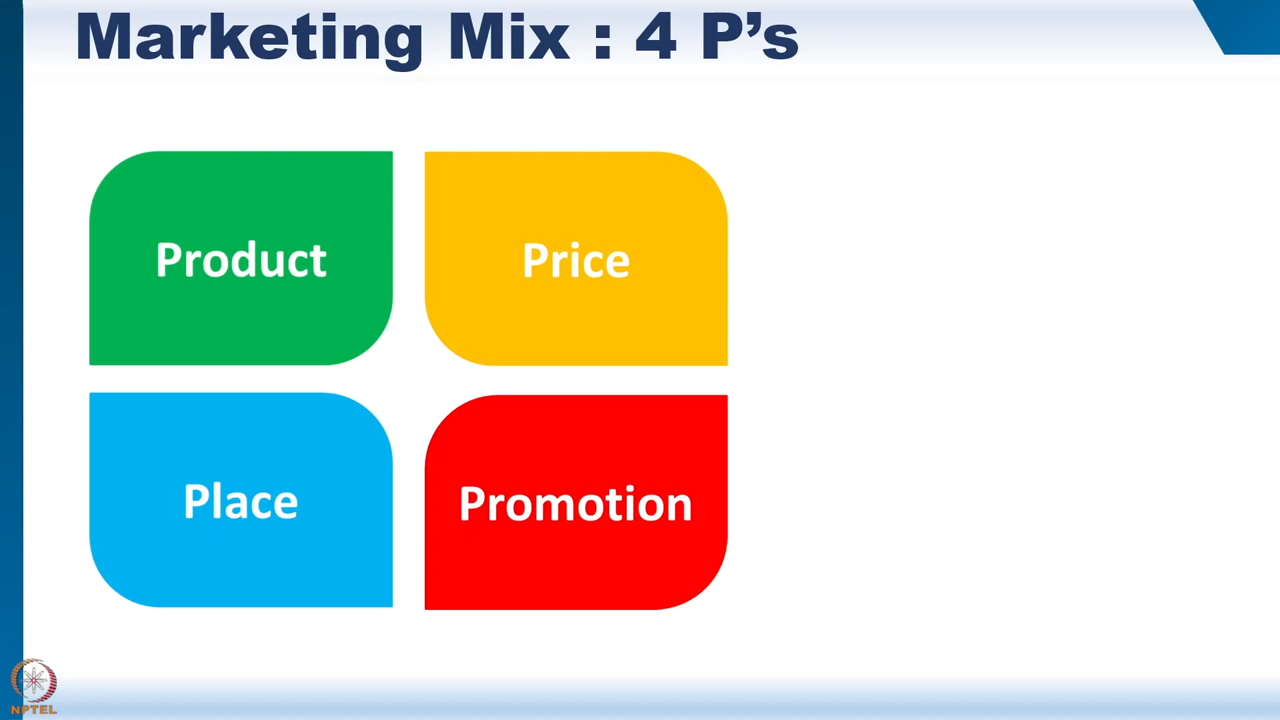 Marketing Mix : 4 P’s
Product
Price
Place
Promotion
NPTEL